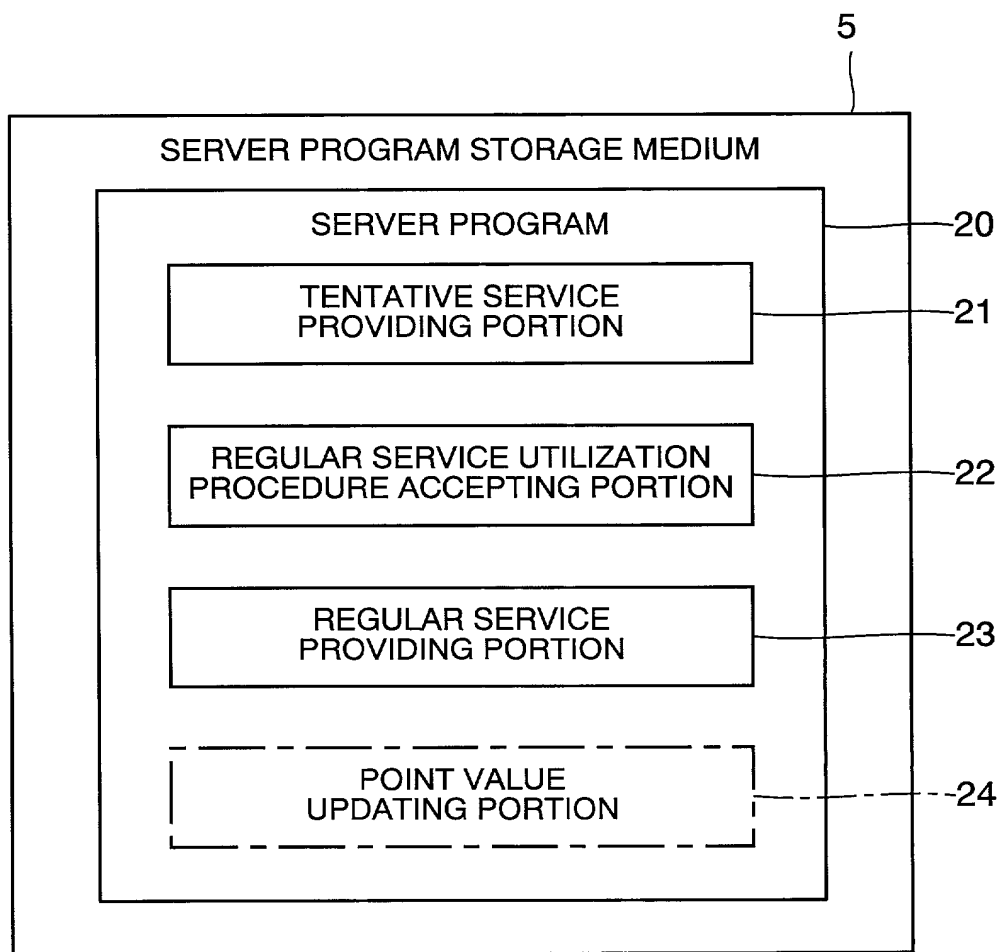 5
SERVER PROGRAM STORAGE MEDIUM
SERVER PROGRAM
20
TENTATIVE SERVICE
PROVIDING PORTION
21
REGULAR SERVICE UTILIZATION
PROCEDURE ACCEPTING PORTION
22
REGULAR SERVICE
PROVIDING PORTION
23
POINT VALUE
UPDATING PORTION
24